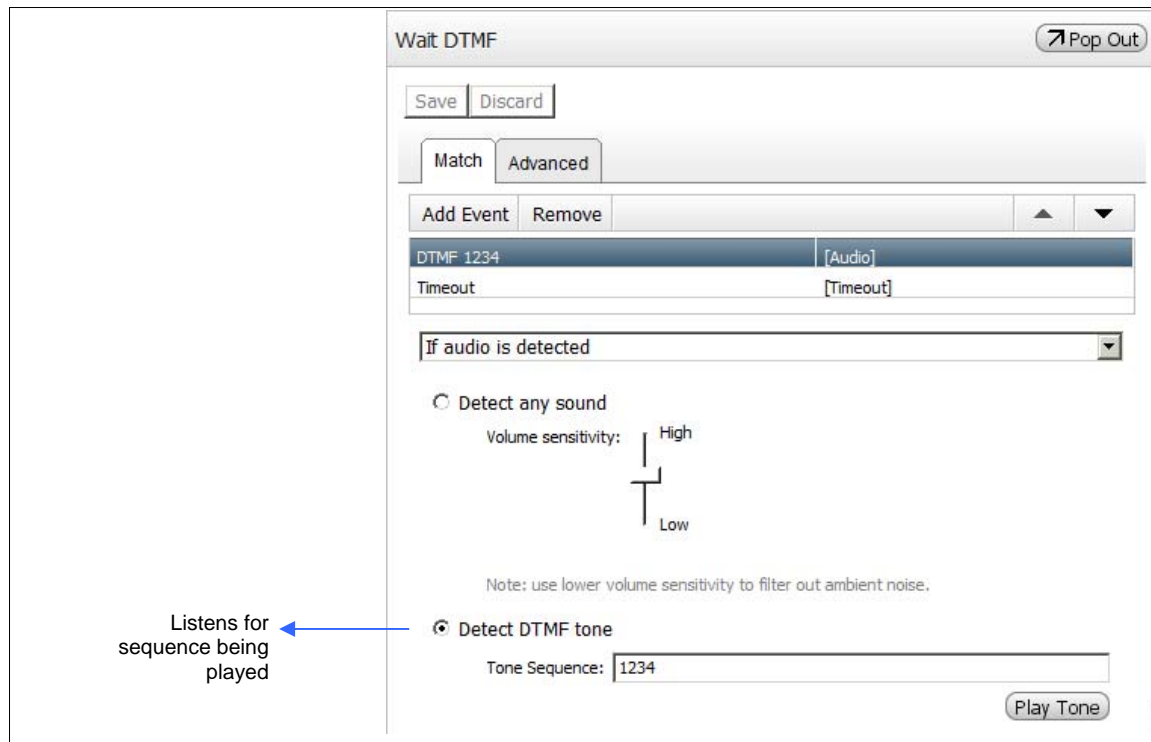 Wait DTMF
Pop Out
Save Discard
Match Advanced
Add Event Remove
DTMF 1234 [Audio]
Timeout [Timeout]
If audio is detected
Detect any sound
Volume sensitivity: High
Low
Note: use lower volume sensitivity to filter out ambient noise.
Listens for
sequence being
played
Detect DTMF tone
Tone Sequence: 1234
Play Tone